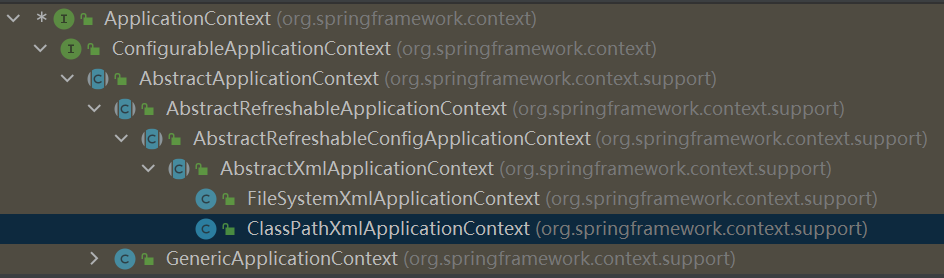 * ApplicationContext (org.springframework.context)
ConfigurableApplicationContext (org.springframework.context)
AbstractApplicationContext (org.springframework.context.support)
AbstractRefreshableApplicationContext (org.springframework.context.support)
AbstractRefreshableConfigApplicationContext (org.springframework.context.support)
AbstractXmlApplicationContext (org.springframework.context.support)
FileSystemXmlApplicationContext (org.springframework.context.support)
ClassPathXmlApplicationContext (org.springframework.context.support)
GenericApplicationContext (org.springframework.context.support)